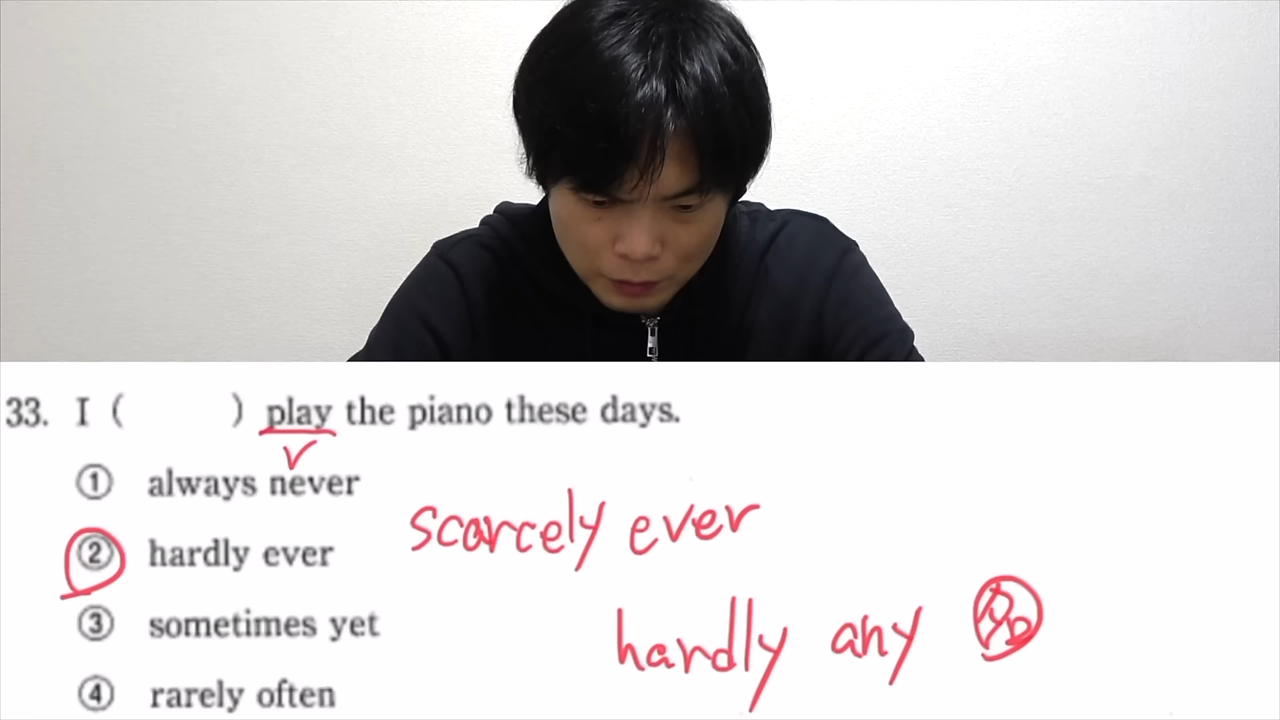 33. I (  ) play the piano these days.
V
① always never
② hardly ever
scarcely ever
③ sometimes yet
hardly any 名
④ rarely often